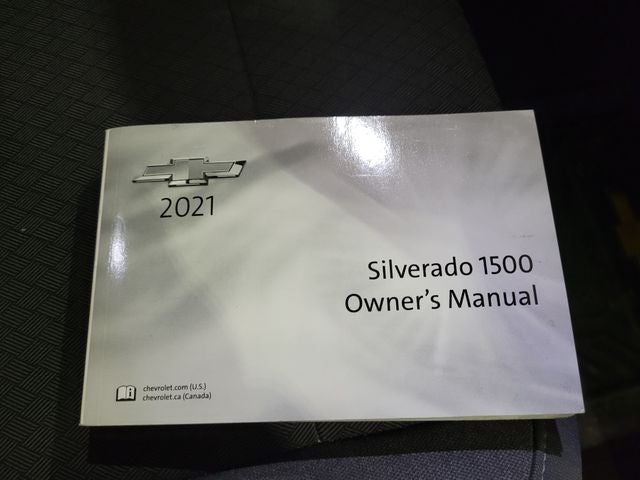 2021
Silverado 1500
Owner's Manual
chevrolet.com (U.S.)
chevrolet.ca (Canada)